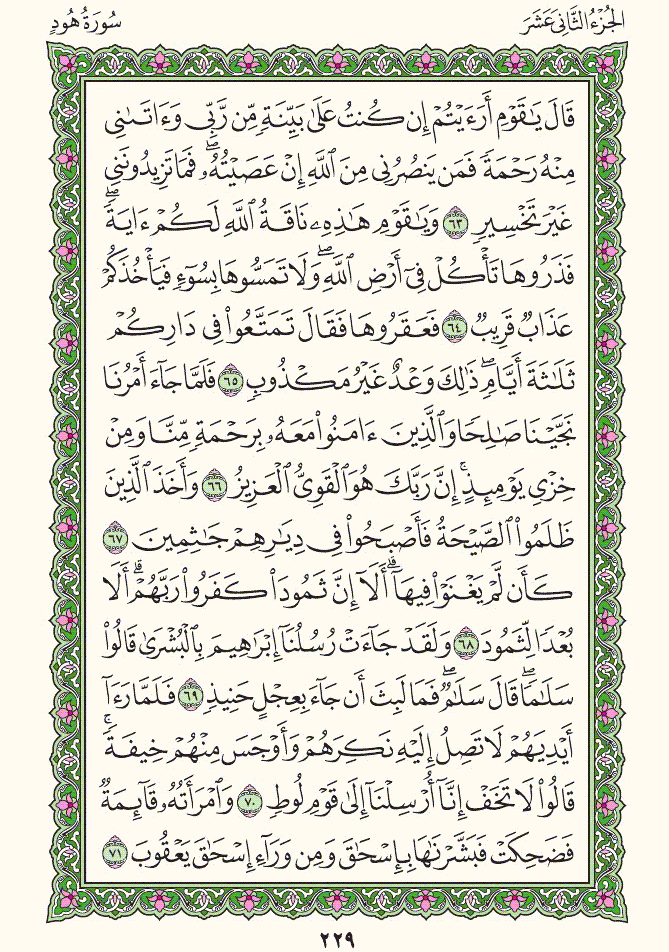 الجُزْءُ الثَّانِي عَشَرَ
سُورَةُ هُودٍ
قَالَ يَٰقَوْمِ أَرَءَيْتُمْ إِن كُنتُ عَلَىٰ بَيِّنَةٍ مِّن رَّبِّى وَءَاتَىٰنِى
مِنْهُ رَحْمَةً فَمَن يَنصُرُنِى مِنَ ٱللَّهِ إِنْ عَصَيْتُهُۥۖ فَمَا تَزِيدُونَنِى
غَيْرَ تَخْسِيرٍ ٦٣ وَيَٰقَوْمِ هَٰذِهِۦ نَاقَةُ ٱللَّهِ لَكُمْ ءَايَةًۖ
فَذَرُوهَا تَأْكُلْ فِىٓ أَرْضِ ٱللَّهِۖ وَلَا تَمَسُّوهَا بِسُوٓءٍ فَيَأْخُذَكُمْ
عَذَابٌ قَرِيبٌ ٦٤ فَعَقَرُوهَا فَقَالَ تَمَتَّعُوا۟ فِى دَارِكُمْ
ثَلَٰثَةَ أَيَّامٍۖ ذَٰلِكَ وَعْدٌ غَيْرُ مَكْذُوبٍ ٦٥ فَلَمَّا جَآءَ أَمْرُنَا
نَجَّيْنَا صَٰلِحًا وَٱلَّذِينَ ءَامَنُوا۟ مَعَهُۥ بِرَحْمَةٍ مِّنَّا وَمِنْ
خِزْىِ يَوْمِئِذٍۚ إِنَّ رَبَّكَ هُوَ ٱلْقَوِىُّ ٱلْعَزِيزُ ٦٦ وَأَخَذَ ٱلَّذِينَ
ظَلَمُوا۟ ٱلصَّيْحَةُ فَأَصْبَحُوا۟ فِى دِيَٰرِهِمْ جَٰثِمِينَ ٦٧
كَأَن لَّمْ يَغْنَوْا۟ فِيهَآۗ أَلَآ إِنَّ ثَمُودَا۟ كَفَرُوا۟ رَبَّهُمْۗ أَلَا
بُعْدًا لِّثَمُودَ ٦٨ وَلَقَدْ جَآءَتْ رُسُلُنَآ إِبْرَٰهِيمَ بِٱلْبُشْرَىٰ قَالُوا۟
سَلَٰمًاۖ قَالَ سَلَٰمٌۖ فَمَا لَبِثَ أَن جَآءَ بِعِجْلٍ حَنِيذٍ ٦٩ فَلَمَّا رَءَآ
أَيْدِيَهُمْ لَا تَصِلُ إِلَيْهِ نَكِرَهُمْ وَأَوْجَسَ مِنْهُمْ خِيفَةًۚ
قَالُوا۟ لَا تَخَفْ إِنَّآ أُرْسِلْنَآ إِلَىٰ قَوْمِ لُوطٍ ٧٠ وَٱمْرَأَتُهُۥ قَآئِمَةٌ
فَضَحِكَتْ فَبَشَّرْنَٰهَا بِإِسْحَٰقَ وَمِن وَرَآءِ إِسْحَٰقَ يَعْقُوبَ ٧١
٢٢٩